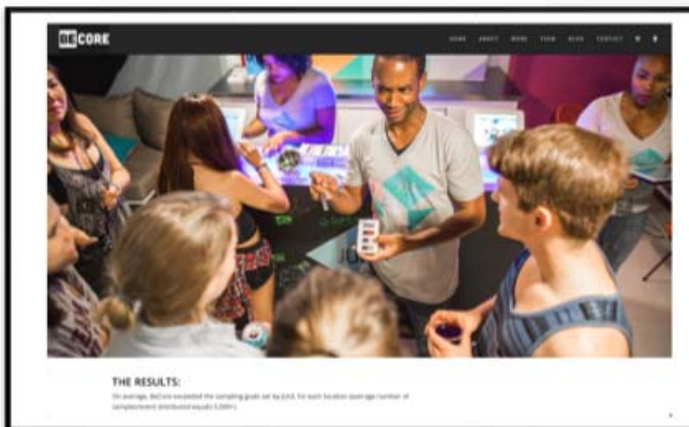 BECORE
HOME ABOUT WORK TEAM BLOG CONTACT
THE RESULTS:
On average, BeCore exceeded the sampling goals set by JUUL for each location (average number of
samples/event distributed equals 5,000+).